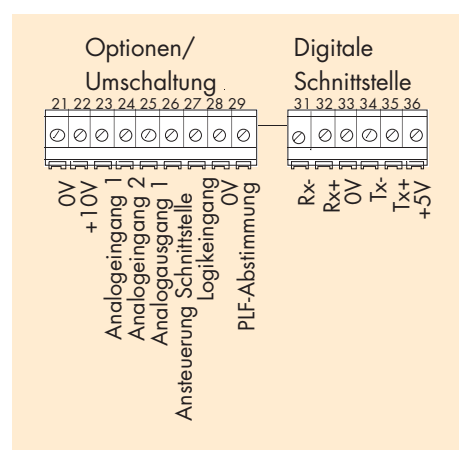 Optionen/
Umschaltung
21 22 23 24 25 26 27 28 29
0V
+10V
Analogeingang 1
Analogeingang 2
Analogausgang 1
Ansteuerung Schnittstelle
Logikeingang
0V
PLF-Abstimmung
Digitale
Schnittstelle
31 32 33 34 35 36
Rx-
Rx+
0V
Tx-
Tx+
+5V